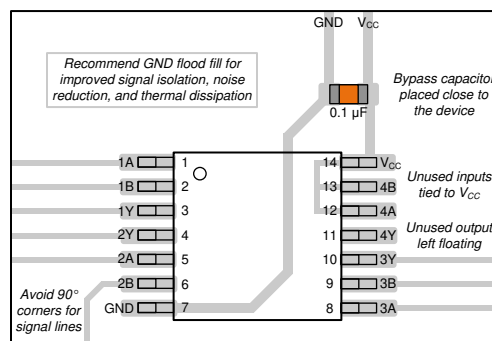 GND VCC
Recommend GND flood fill for
improved signal isolation, noise
reduction, and thermal dissipation
Bypass capacitor
placed close to
the device
0.1 µF
1A 1 14 VCC
1B 2 13 4B
1Y 3 12 4A
2Y 4 11 4Y
2A 5 10 3Y
2B 6 9 3B
GND 7 8 3A
Unused inputs
tied to VCC
Unused output
left floating
Avoid 90°
corners for
signal lines